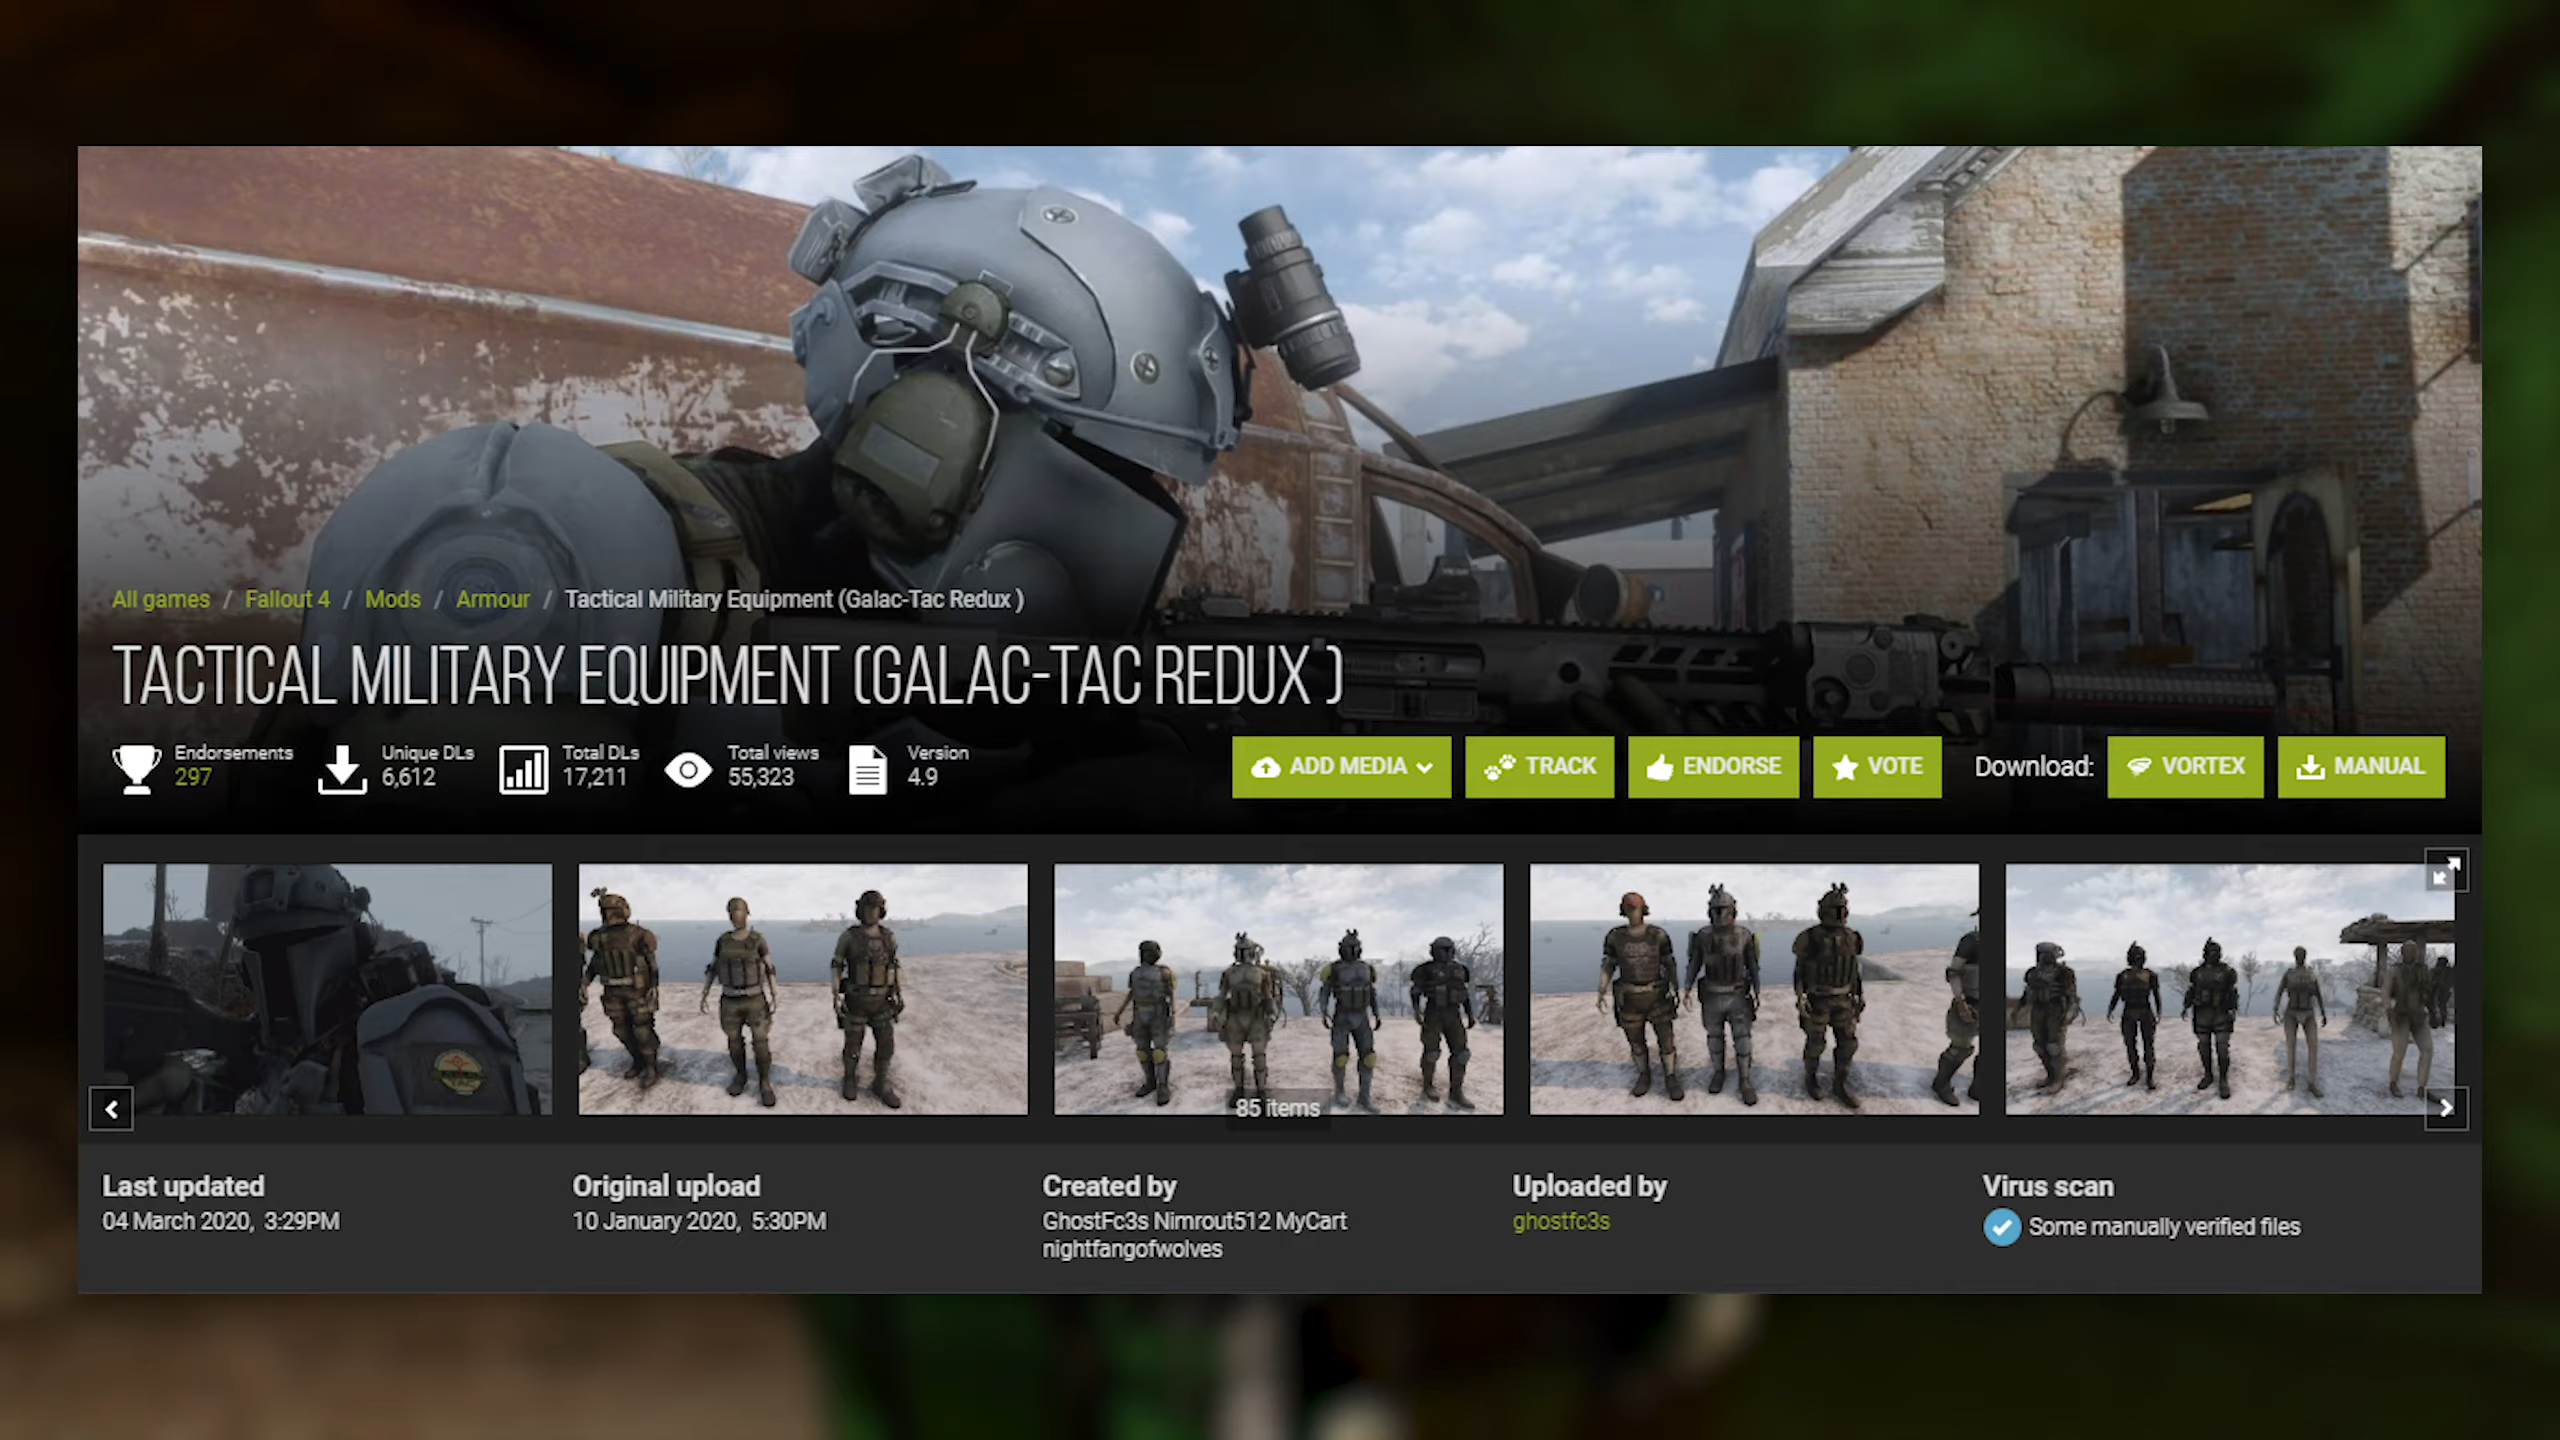 All games / Fallout 4 / Mods / Armour / Tactical Military Equipment (Galac-Tac Redux )
TACTICAL MILITARY EQUIPMENT (GALAC-TAC REDUX )
Endorsements
297
Unique DLs
6,612
Total DLs
17,211
Total views
55,323
Version
4.9
ADD MEDIA
TRACK
ENDORSE
VOTE
Download:
VORTEX
MANUAL
85 items
Last updated
04 March 2020, 3:29PM
Original upload
10 January 2020, 5:30PM
Created by
GhostFc3s Nimrout512 MyCart
nightfangofwolves
Uploaded by
ghostfc3s
Virus scan
Some manually verified files